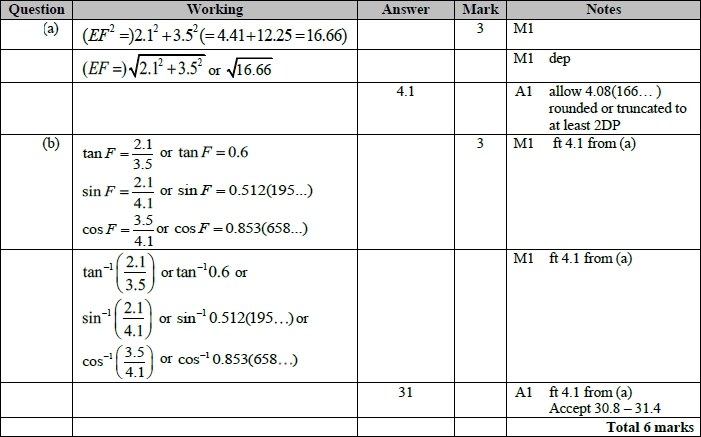 Question Working Answer Mark Notes
(a) (EF² =)2.1² +3.5² (= 4.41+12.25 = 16.66) 3 M1
(EF =)√2.1² +3.5² or √16.66 M1 dep
4.1 A1 allow 4.08(166… )
rounded or truncated to
at least 2DP
(b) tan F = 2.1/3.5 or tan F = 0.6 3 M1 ft 4.1 from (a)
sin F = 2.1/4.1 or sin F = 0.512(195...)
cos F = 3.5/4.1 or cos F = 0.853(658...)
tan⁻¹(2.1/3.5) or tan⁻¹0.6 or M1 ft 4.1 from (a)
sin⁻¹(2.1/4.1) or sin⁻¹ 0.512(195…) or
cos⁻¹(3.5/4.1) or cos⁻¹ 0.853(658…)
31 A1 ft 4.1 from (a)
Accept 30.8 – 31.4
Total 6 marks